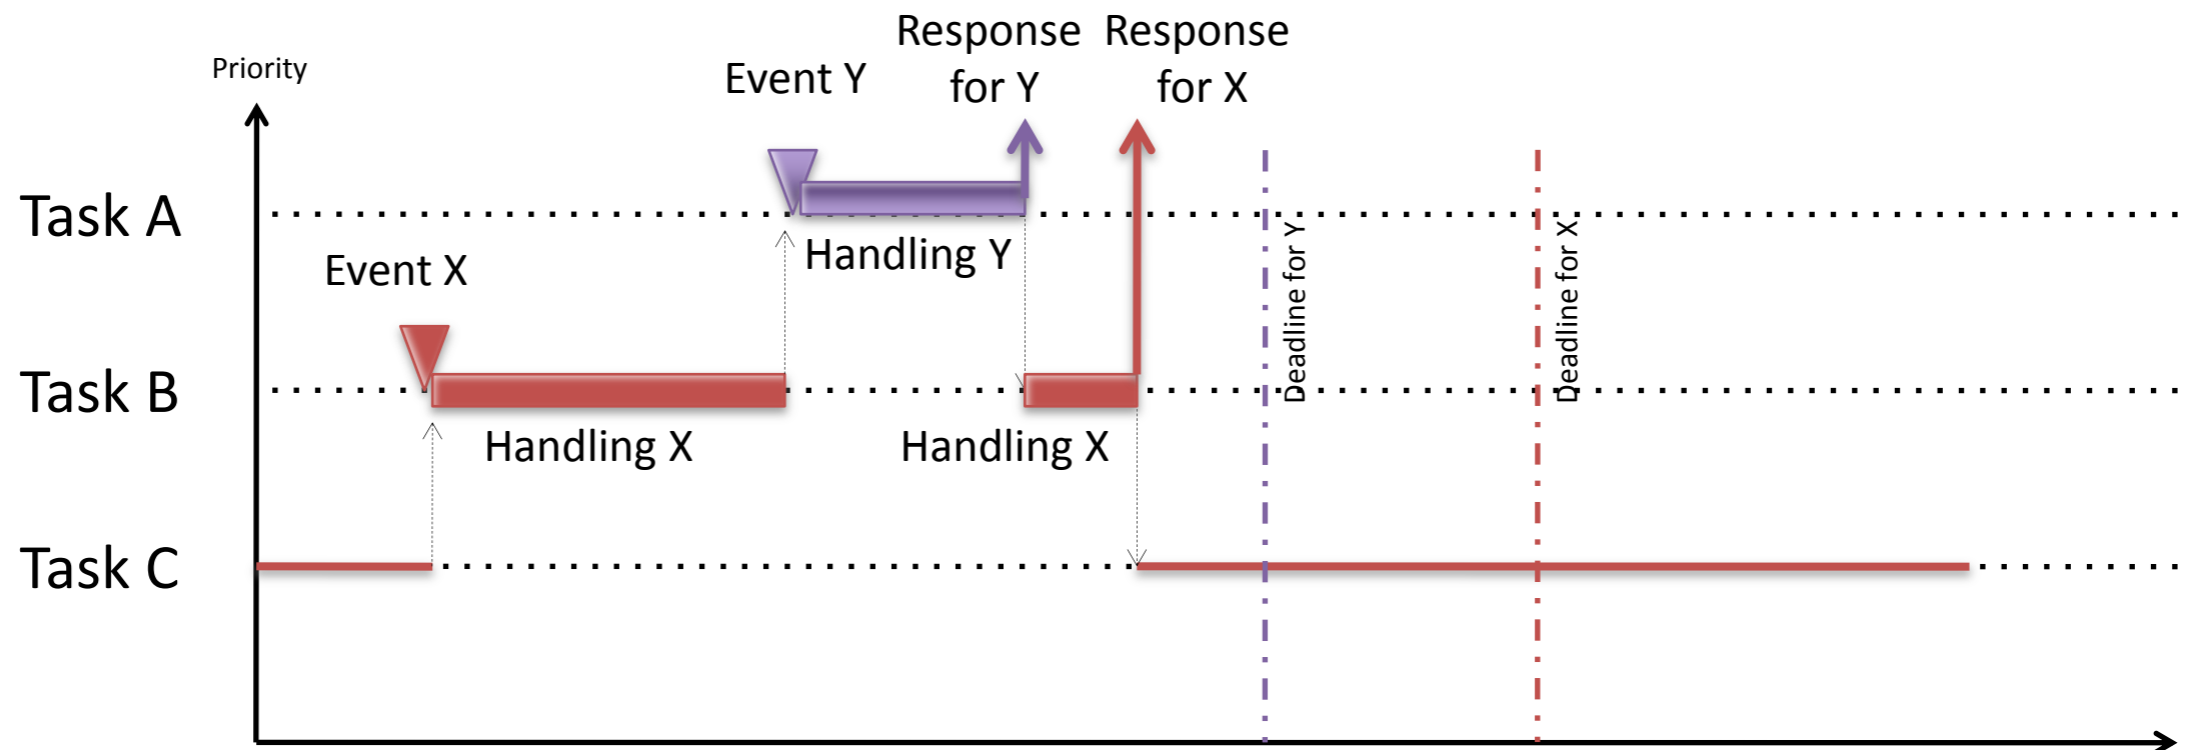 Priority
Event Y
Response
for Y
Response
for X
Task A
Handling Y
Event X
Deadline for Y
Deadline for X
Task B
Handling X
Handling X
Task C